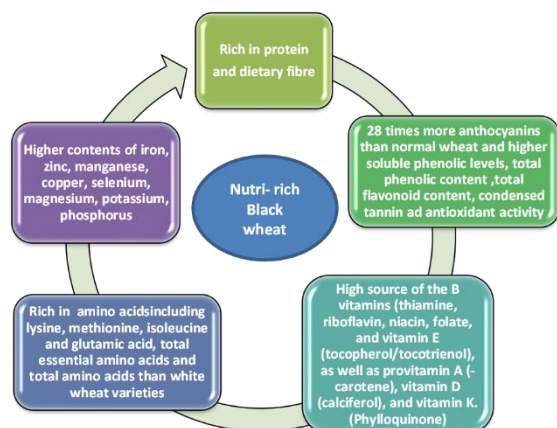 Rich in protein
and dietary fibre
28 times more anthocyanins
than normal wheat and higher
soluble phenolic levels, total
phenolic content ,total
flavonoid content, condensed
tannin ad antioxidant activity
High source of the B
vitamins (thiamine,
riboflavin, niacin, folate, and
vitamin E
(tocopherol/tocotrienol),
as well as provitamin A (-
carotene), vitamin D
(calciferol), and vitamin K.
(Phylloquinone)
Rich in amino acidsincluding
lysine, methionine, isoleucine
and glutamic acid, total
essential amino acids and
total amino acids than white
wheat varieties
Higher contents of iron,
zinc, manganese,
copper, selenium,
magnesium, potassium,
phosphorus
Nutri- rich
Black
wheat